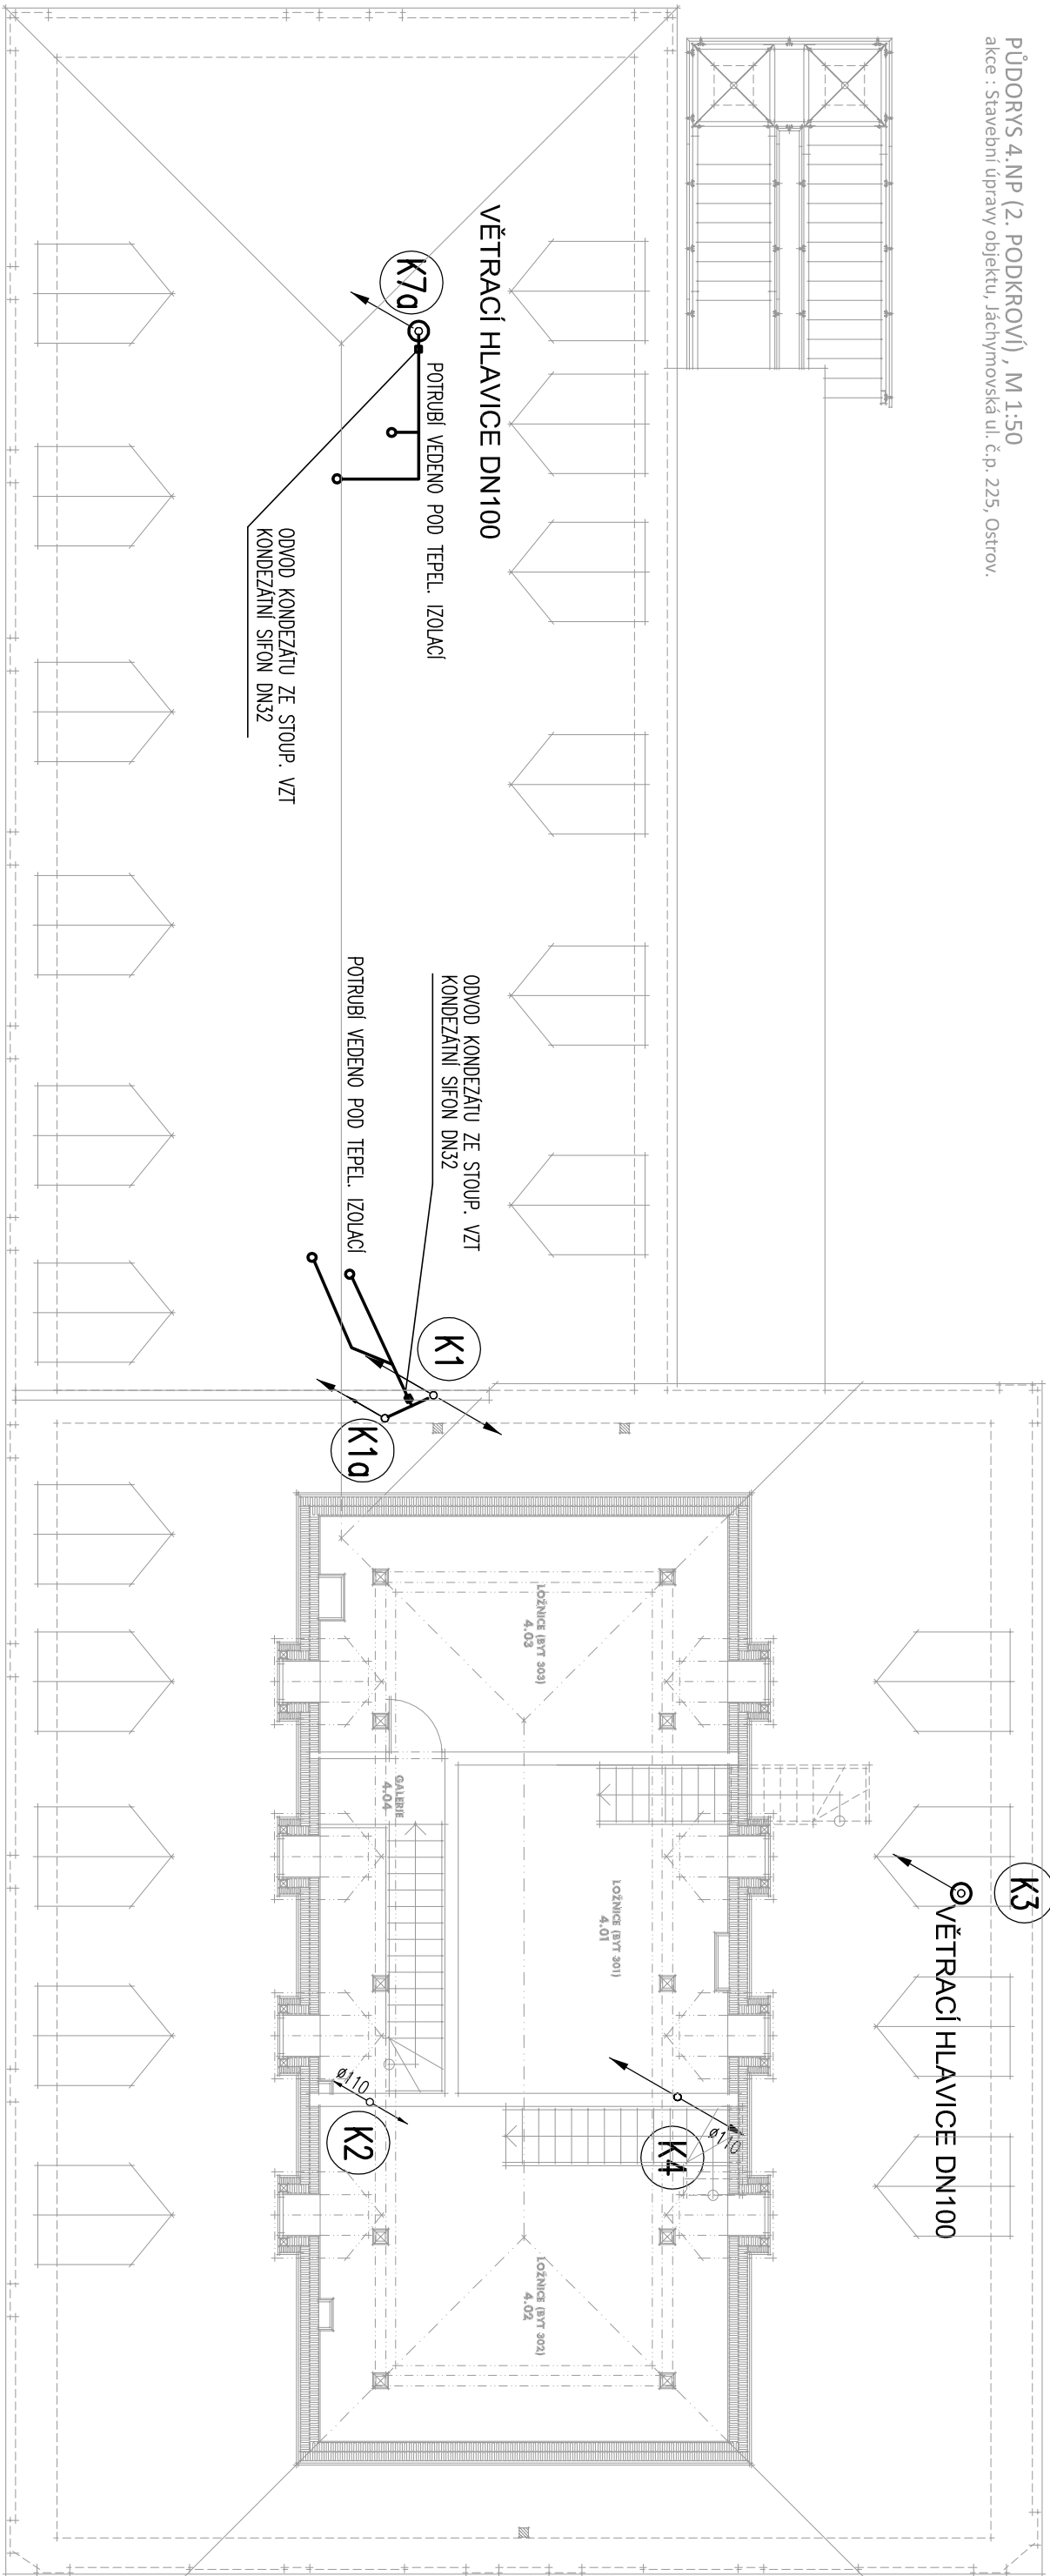 PŮDORYS 4.NP (2. PODKROVÍ) , M 1:50
akce : Stavební úpravy objektu, Jáchymovská ul. č.p. 225, Ostrov.
VĚTRACÍ HLAVICE DN100
K7a
POTRUBÍ VEDENO POD TEPEL. IZOLACÍ
ODVOD KONDEZÁTU ZE STOUP. VZT
KONDEZÁTNÍ SIFON DN32
ODVOD KONDEZÁTU ZE STOUP. VZT
KONDEZÁTNÍ SIFON DN32
POTRUBÍ VEDENO POD TEPEL. IZOLACÍ
K1
K1a
LOŽNICE (BYT 303)
4.03
GALERIE
4.04
LOŽNICE (BYT 301)
4.01
K3
VĚTRACÍ HLAVICE DN100
ø110
K2
ø110
K4
LOŽNICE (BYT 302)
4.02